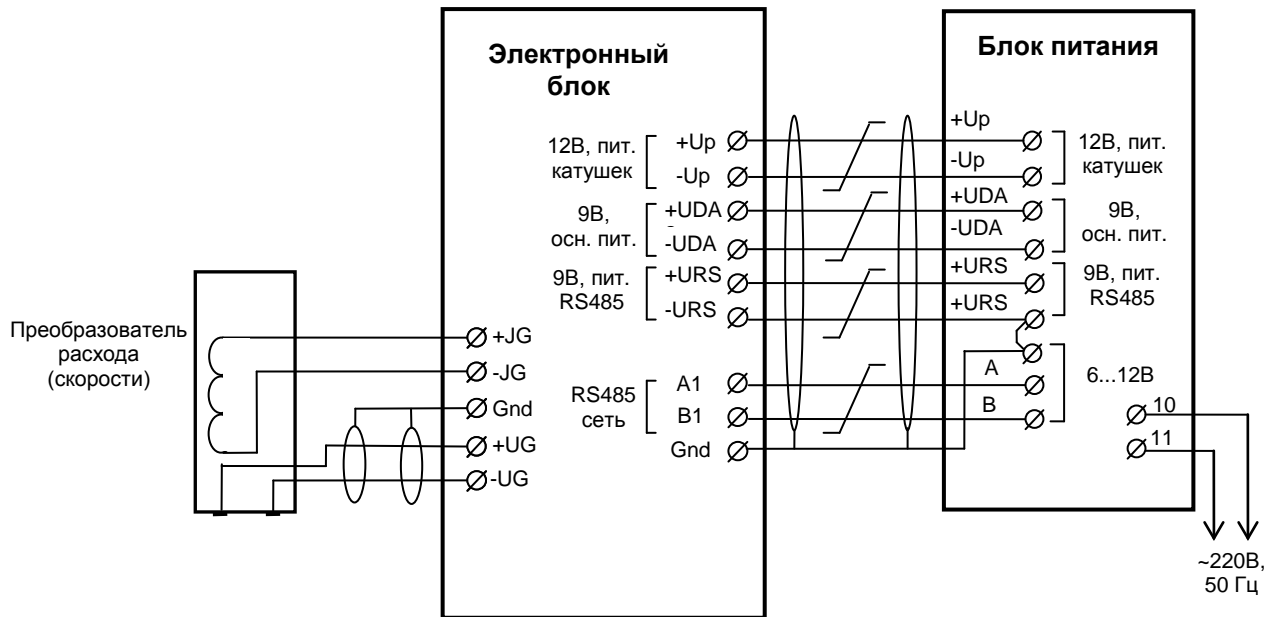 Электронный
блок
Блок питания
12В, пит.
катушек
+Up
-Up
9В,
осн. пит.
+UDA
-UDA
9В, пит.
RS485
+URS
-URS
RS485
сеть
A1
B1
Gnd
+Up
-Up
+UDA
-UDA
+URS
+URS
A
B
12В, пит.
катушек
9В,
осн. пит.
9В, пит.
RS485
6...12В
10
11
~220В,
50 Гц
Преобразователь
расхода
(скорости)
+JG
-JG
Gnd
+UG
-UG